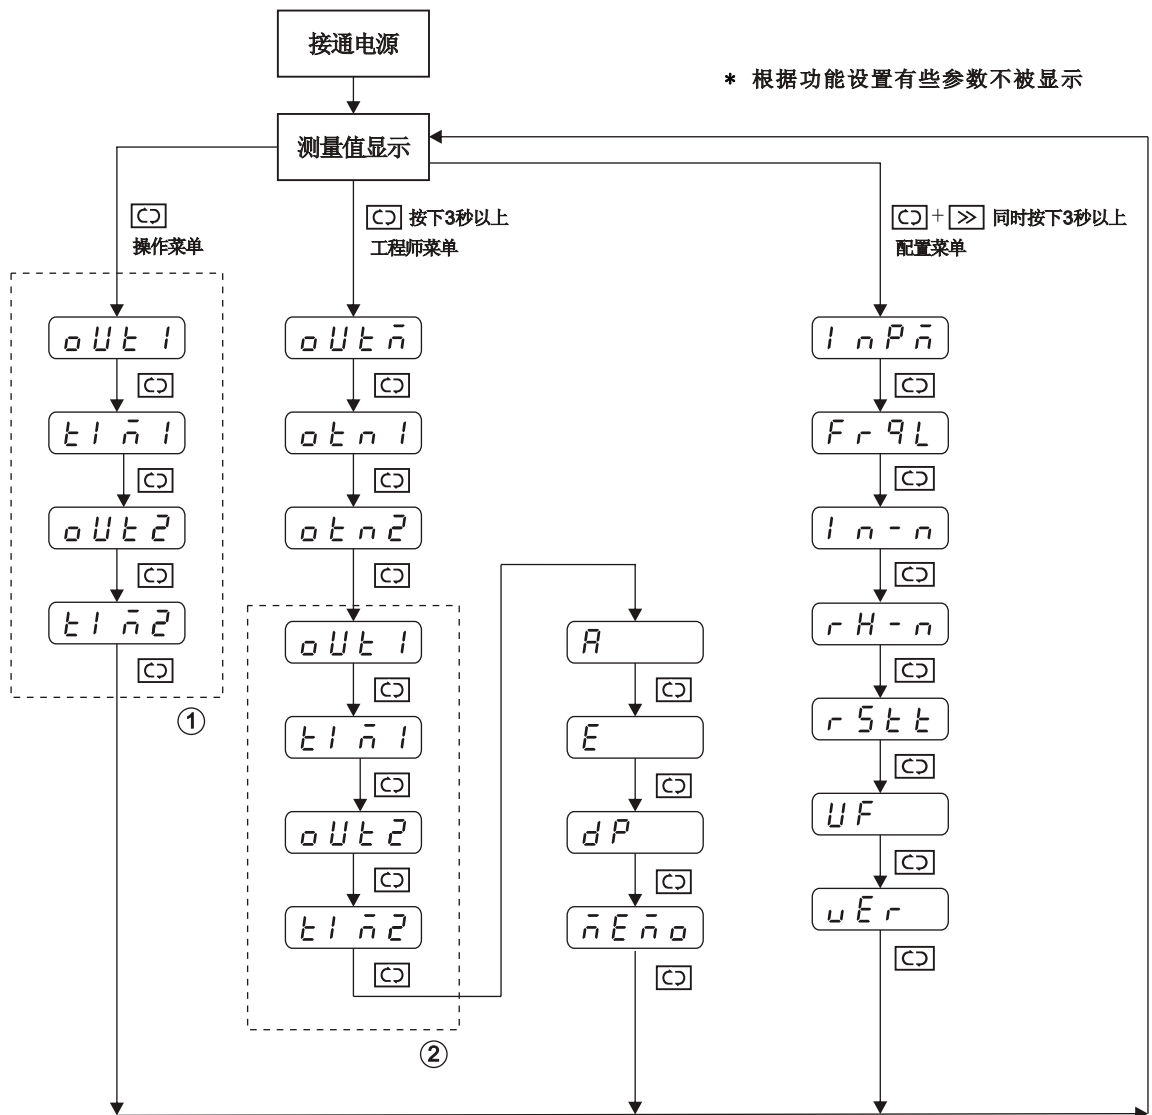 接通电源
* 根据功能设置有些参数不被显示
测量值显示
操作菜单
按下3秒以上
工程师菜单
+ >> 同时按下3秒以上
配置菜单
oUt1
tIm1
oUt2
tIm2
①
oUtm
otn1
otn2
oUt1
tIm1
oUt2
tIm2
②
A
E
dP
mEmo
InPm
FrqL
In-n
rH-n
rStt
UF
uEr